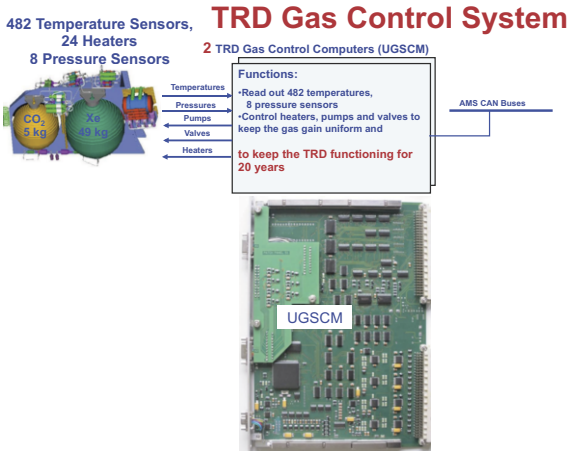 TRD Gas Control System
482 Temperature Sensors,
24 Heaters
8 Pressure Sensors
2 TRD Gas Control Computers (UGSCM)
CO2
5 kg
Xe
49 kg
Temperatures
Pressures
Pumps
Valves
Heaters
Functions:
•Read out 482 temperatures,
8 pressure sensors
•Control heaters, pumps and valves to
keep the gas gain uniform and
to keep the TRD functioning for
20 years
AMS CAN Buses
UGSCM